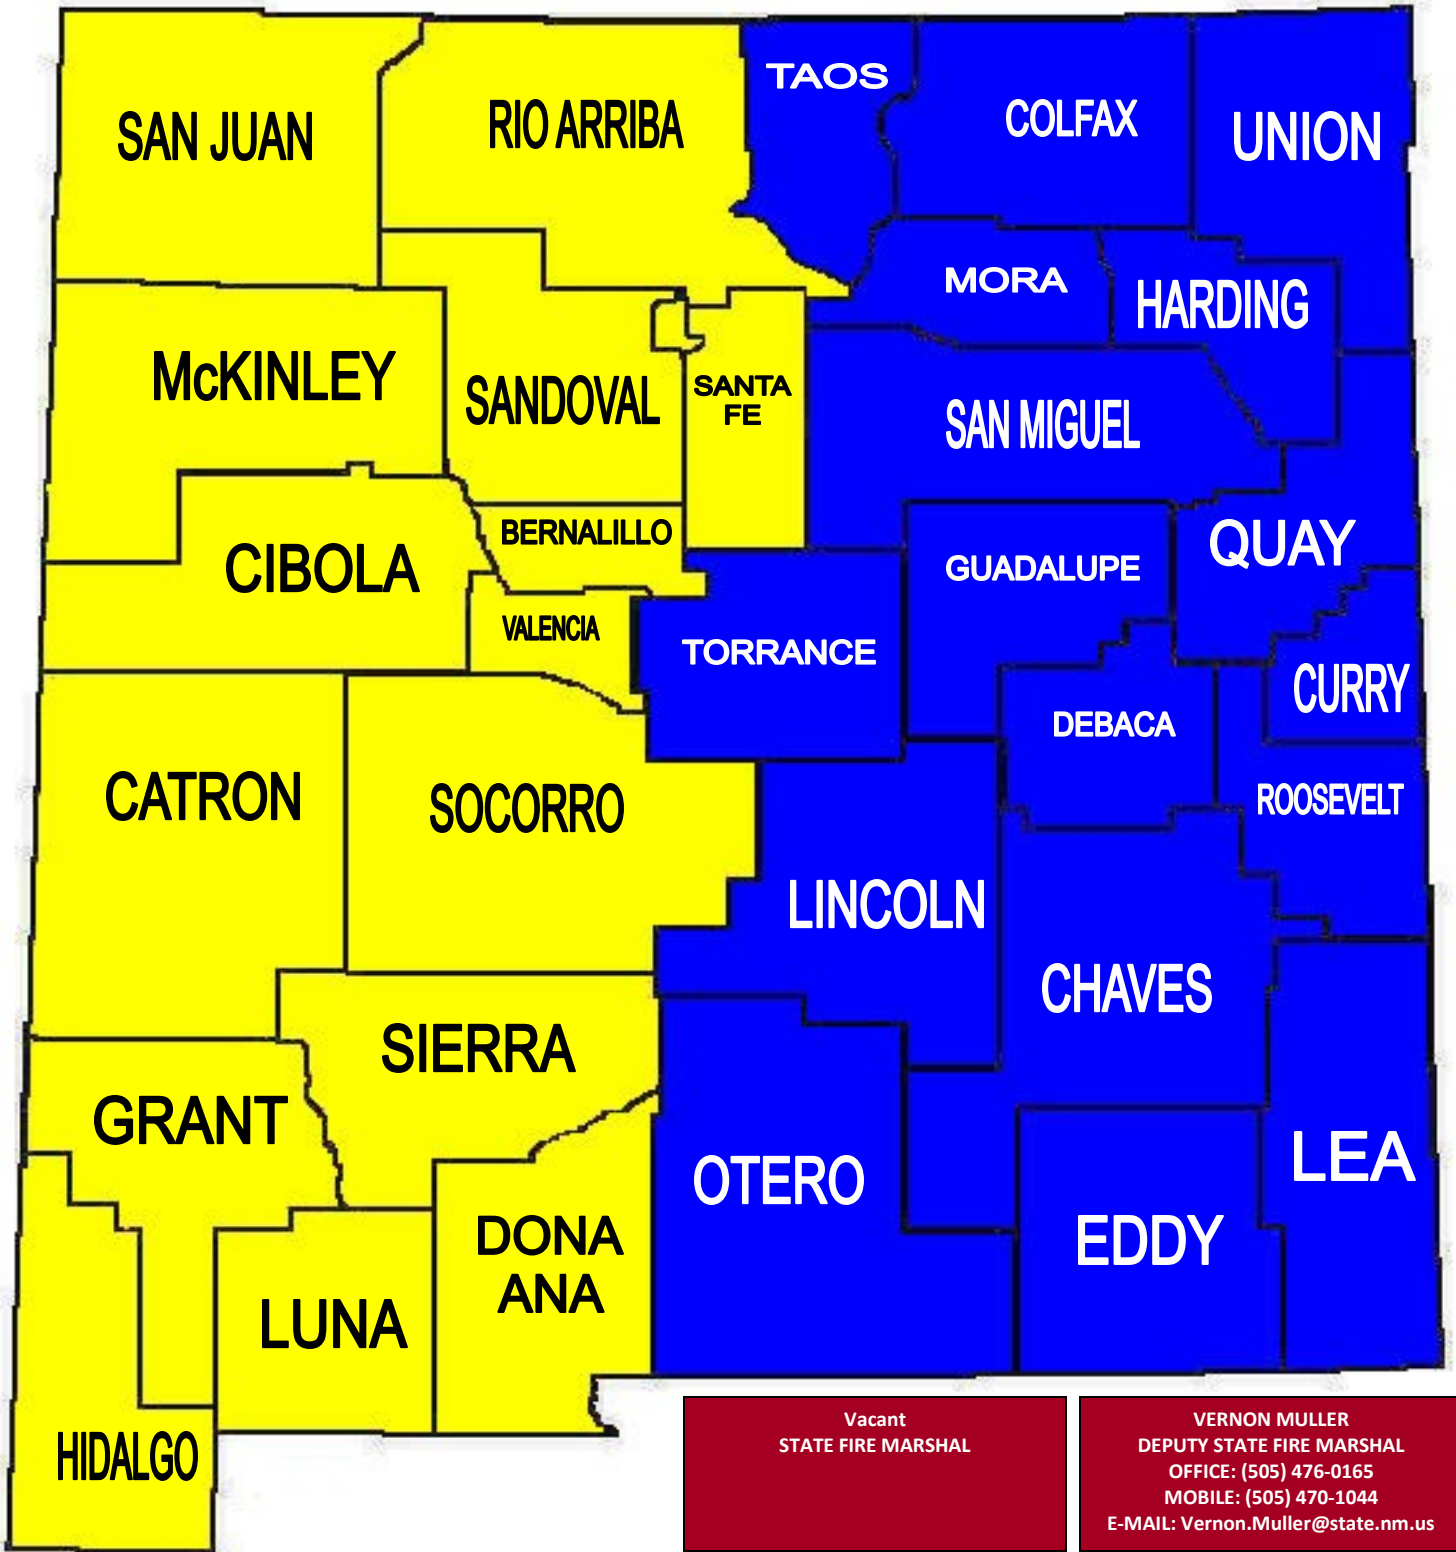 TAOS
COLFAX
UNION
SAN JUAN
RIO ARRIBA
MORA
HARDING
McKINLEY
SANDOVAL
SANTA
FE
SAN MIGUEL
BERNALILLO
QUAY
CIBOLA
GUADALUPE
VALENCIA
TORRANCE
CURRY
DEBACA
CATRON
SOCORRO
ROOSEVELT
LINCOLN
CHAVES
SIERRA
GRANT
OTERO
LEA
DONA
ANA
EDDY
LUNA
HIDALGO
Vacant
STATE FIRE MARSHAL
VERNON MULLER
DEPUTY STATE FIRE MARSHAL
OFFICE: (505) 476-0165
MOBILE: (505) 470-1044
E-MAIL: Vernon.Muller@state.nm.us